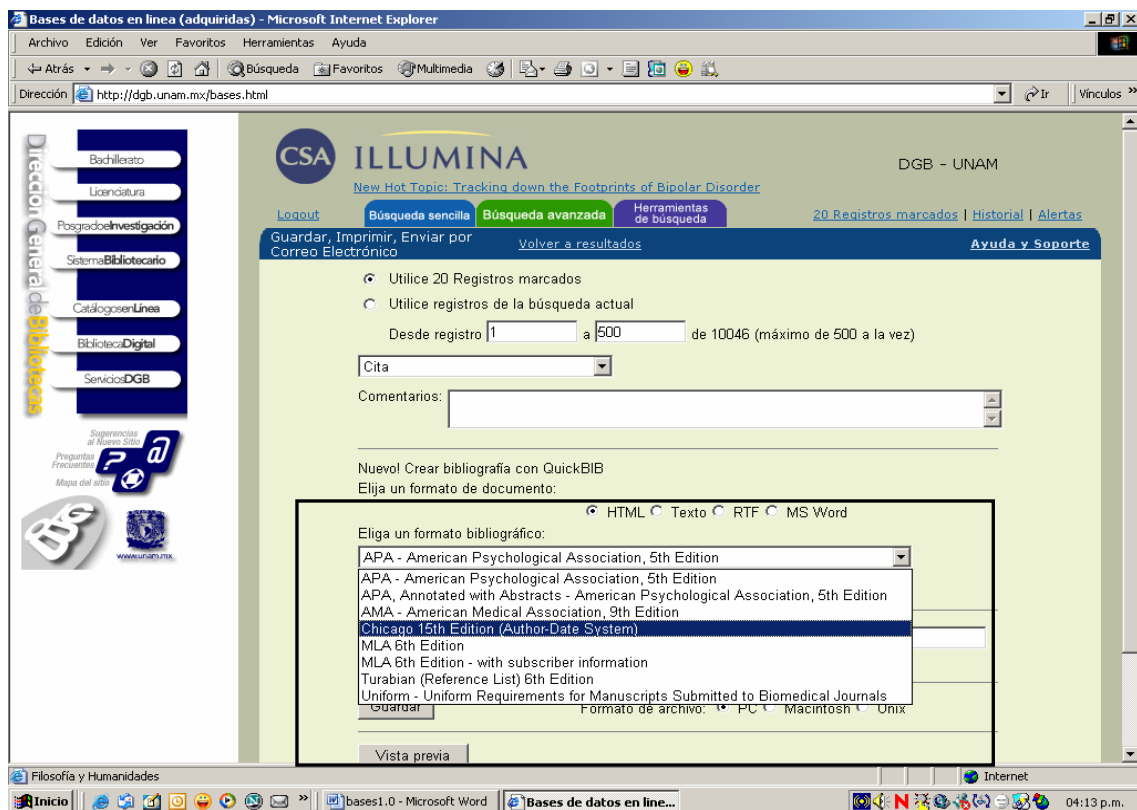 Bases de datos en linea (adquiridas) - Microsoft Internet Explorer
Archivo Edición Ver Favoritos Herramientas Ayuda
Atrás Búsqueda Favoritos Multimedia
Dirección http://dgb.unam.mx/bases.html Ir Vínculos »
Dirección General de Bibliotecas
Bachillerato
Licenciatura
PosgradoeInvestigación
SistemaBibliotecario
CatálogosenLínea
BibliotecaDigital
ServiciosDGB
Sugerencias
al Nuevo Sitio
Preguntas
Frecuentes
Mapa del sitio
www.unam.mx
CSA ILLUMINA
DGB - UNAM
New Hot Topic: Tracking down the Footprints of Bipolar Disorder
Logout Búsqueda sencilla Búsqueda avanzada Herramientas de búsqueda 20 Registros marcados | Historial | Alertas
Guardar, Imprimir, Enviar por
Correo Electrónico
Volver a resultados
Ayuda y Soporte
Utilice 20 Registros marcados
Utilice registros de la búsqueda actual
Desde registro 1 a 500 de 10046 (máximo de 500 a la vez)
Cita
Comentarios:
Nuevo! Crear bibliografía con QuickBIB
Elija un formato de documento:
HTML Texto RTF MS Word
Eliga un formato bibliográfico:
APA - American Psychological Association, 5th Edition
APA - American Psychological Association, 5th Edition
APA, Annotated with Abstracts - American Psychological Association, 5th Edition
AMA - American Medical Association, 9th Edition
Chicago 15th Edition (Author-Date System)
MLA 6th Edition
MLA 6th Edition - with subscriber information
Turabian (Reference List) 6th Edition
Uniform - Uniform Requirements for Manuscripts Submitted to Biomedical Journals
Guardar Formato de archivo: PC Macintosh Unix
Vista previa
Filosofía y Humanidades Internet
Inicio » bases1.0 - Microsoft Word Bases de datos en line... 04:13 p.m.